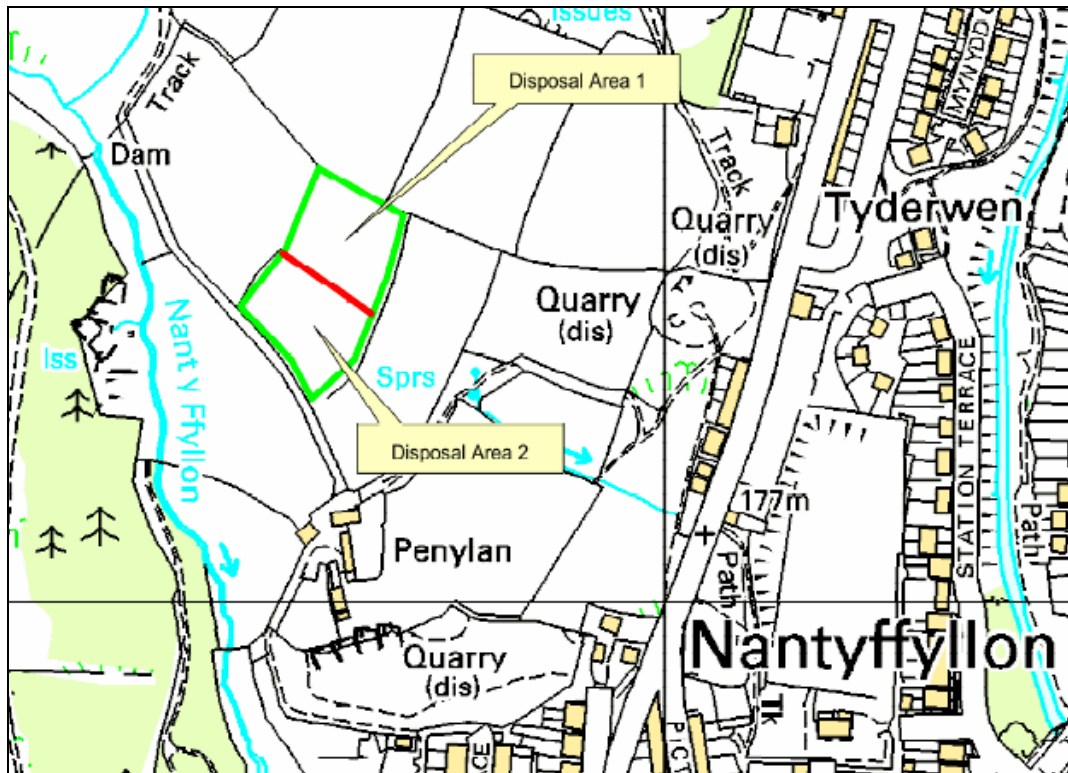 Issues
Disposal Area 1
MYNYDD
Track
Dam
Track
Quarry
(dis)
Tyderwen
Quarry
(dis)
Nant y Ffyllon
Iss
Sprs
Disposal Area 2
STATION TERRACE
177m
Path
Path
Penylan
Nantyffyllon
Quarry
(dis)
Tk